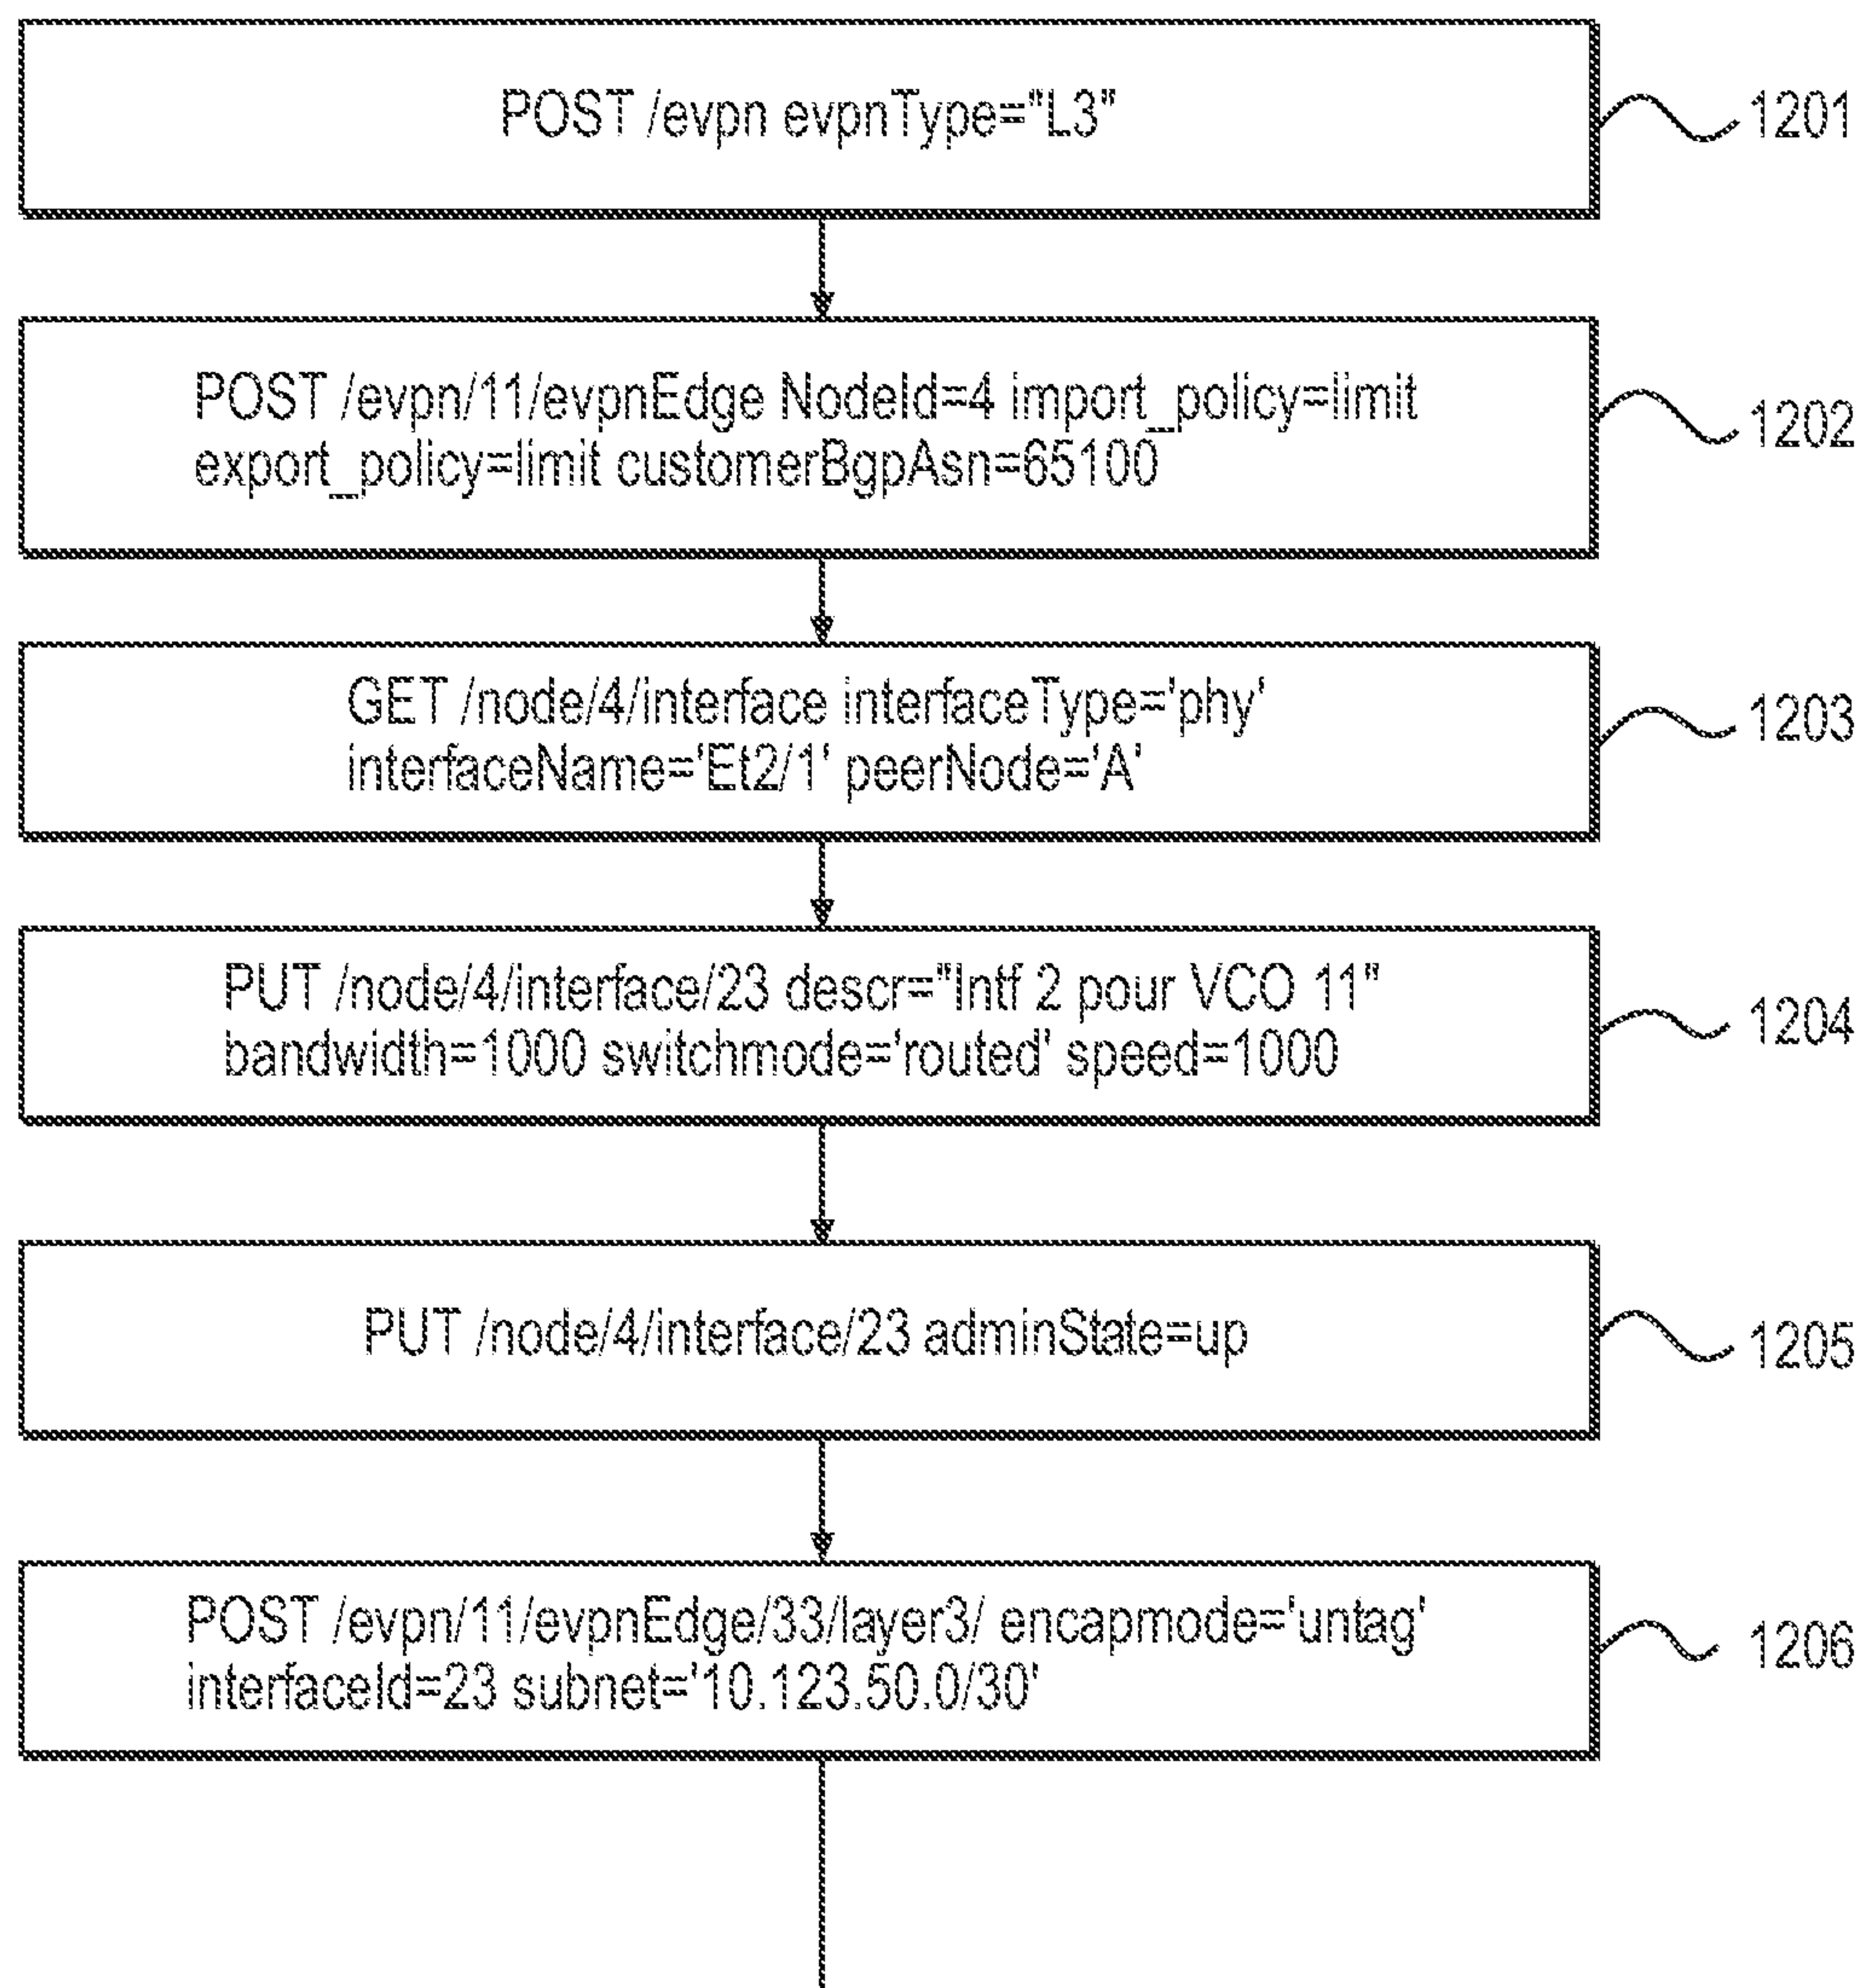 POST /evpn evpnType="L3"
1201
POST /evpn/11/evpnEdge NodeId=4 import_policy=limit
export_policy=limit customerBgpAsn=65100
1202
GET /node/4/interface interfaceType='phy'
interfaceName='Et2/1' peerNode='A'
1203
PUT /node/4/interface/23 descr="Intf 2 pour VCO 11"
bandwidth=1000 switchmode='routed' speed=1000
1204
PUT /node/4/interface/23 adminState=up
1205
POST /evpn/11/evpnEdge/33/layer3/ encapmode='untag'
interfaceId=23 subnet='10.123.50.0/30'
1206